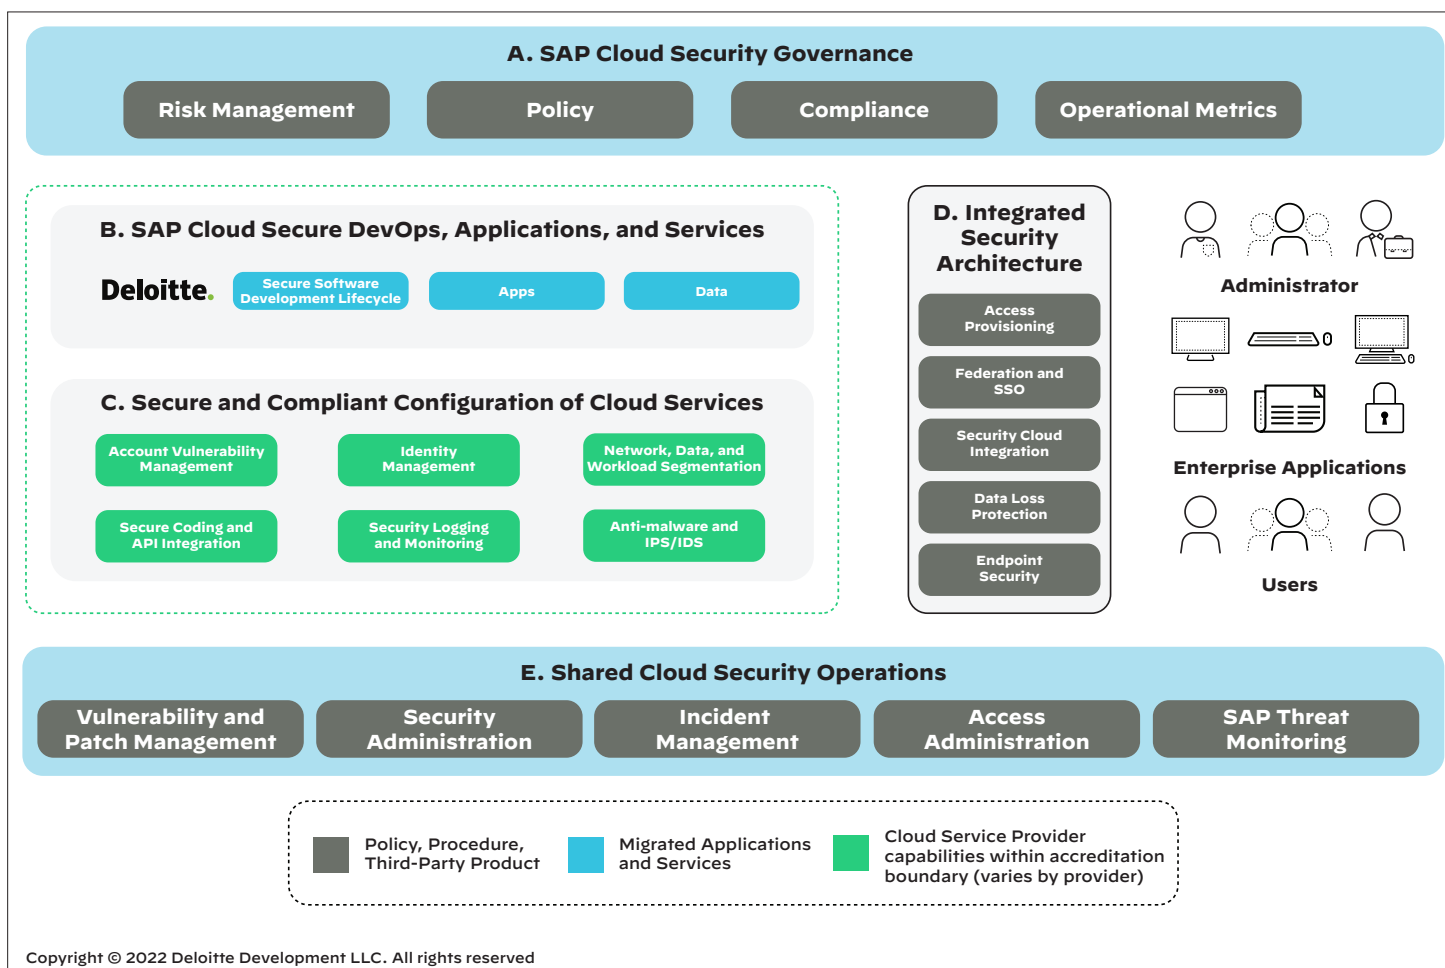 A. SAP Cloud Security Governance
Risk Management
Policy
Compliance
Operational Metrics
B. SAP Cloud Secure DevOps, Applications, and Services
Deloitte.
Secure Software
Development Lifecycle
Apps
Data
C. Secure and Compliant Configuration of Cloud Services
Account Vulnerability
Management
Identity
Management
Network, Data, and
Workload Segmentation
Secure Coding and
API Integration
Security Logging
and Monitoring
Anti-malware and
IPS/IDS
D. Integrated
Security
Architecture
Access
Provisioning
Federation and
SSO
Security Cloud
Integration
Data Loss
Protection
Endpoint
Security
Administrator
Enterprise Applications
Users
E. Shared Cloud Security Operations
Vulnerability and
Patch Management
Security
Administration
Incident
Management
Access
Administration
SAP Threat
Monitoring
Policy, Procedure,
Third-Party Product
Migrated Applications
and Services
Cloud Service Provider
capabilities within accreditation
boundary (varies by provider)
Copyright © 2022 Deloitte Development LLC. All rights reserved